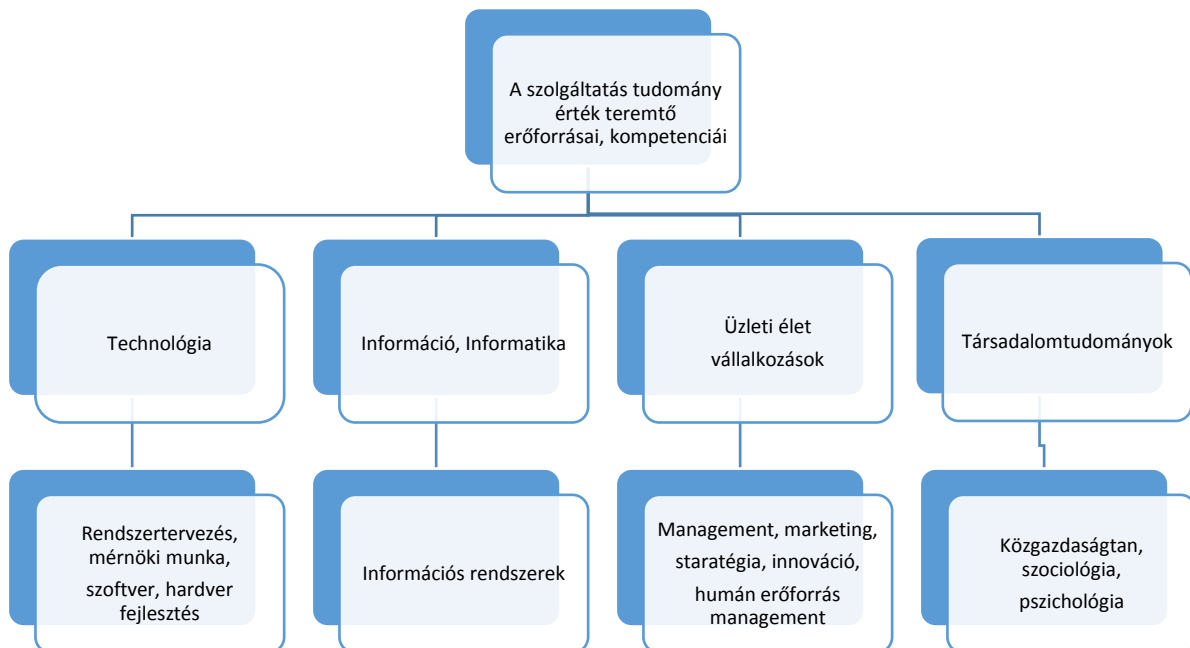 A szolgáltatás tudomány
érték teremtő
erőforrásai, kompetenciái
Technológia
Információ, Informatika
Üzleti élet
vállalkozások
Társadalomtudományok
Rendszertervezés,
mérnöki munka,
szoftver, hardver
fejlesztés
Információs rendszerek
Management, marketing,
staratégia, innováció,
humán erőforrás
management
Közgazdaságtan,
szociológia,
pszichológia